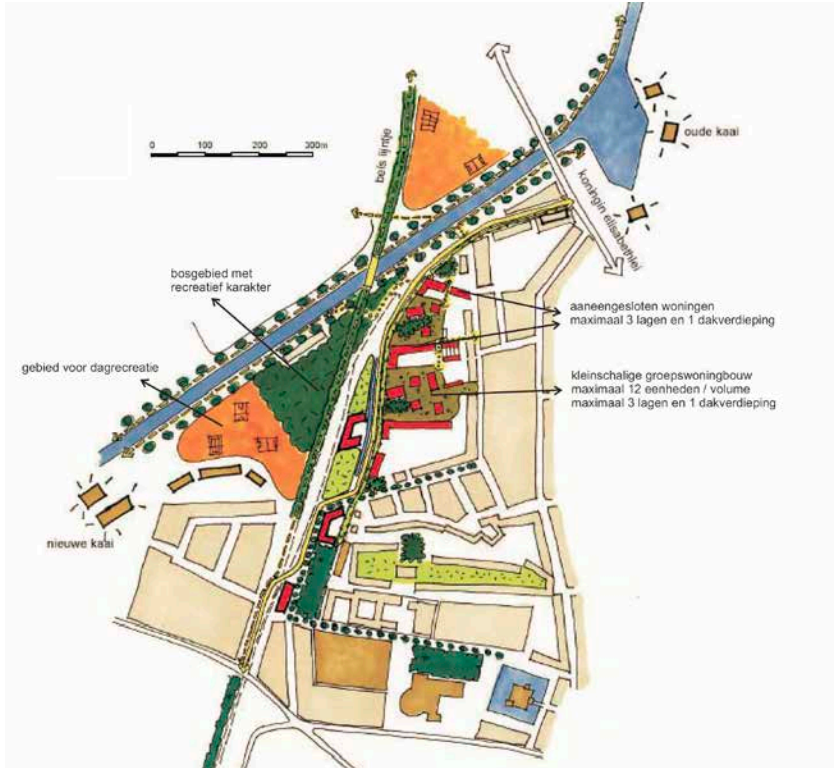 0 100 200 300m
bels lijntje
oude kaai
koningin elisabethlei
bosgebied met
recreatief karakter
aaneengesloten woningen
maximaal 3 lagen en 1 dakverdieping
gebied voor dagrecreatie
kleinschalige groepswoningbouw
maximaal 12 eenheden / volume
maximaal 3 lagen en 1 dakverdieping
nieuwe kaai